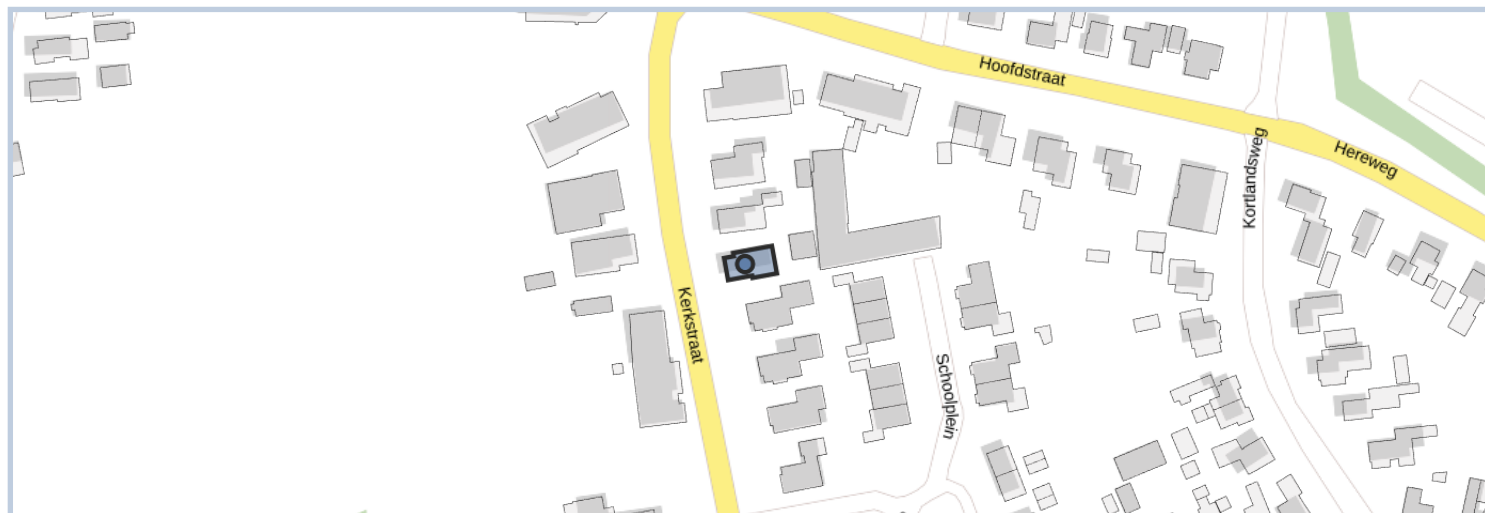 Hoofdstraat
Hereweg
Kortlandsweg
Kerkstraat
Schoolplein